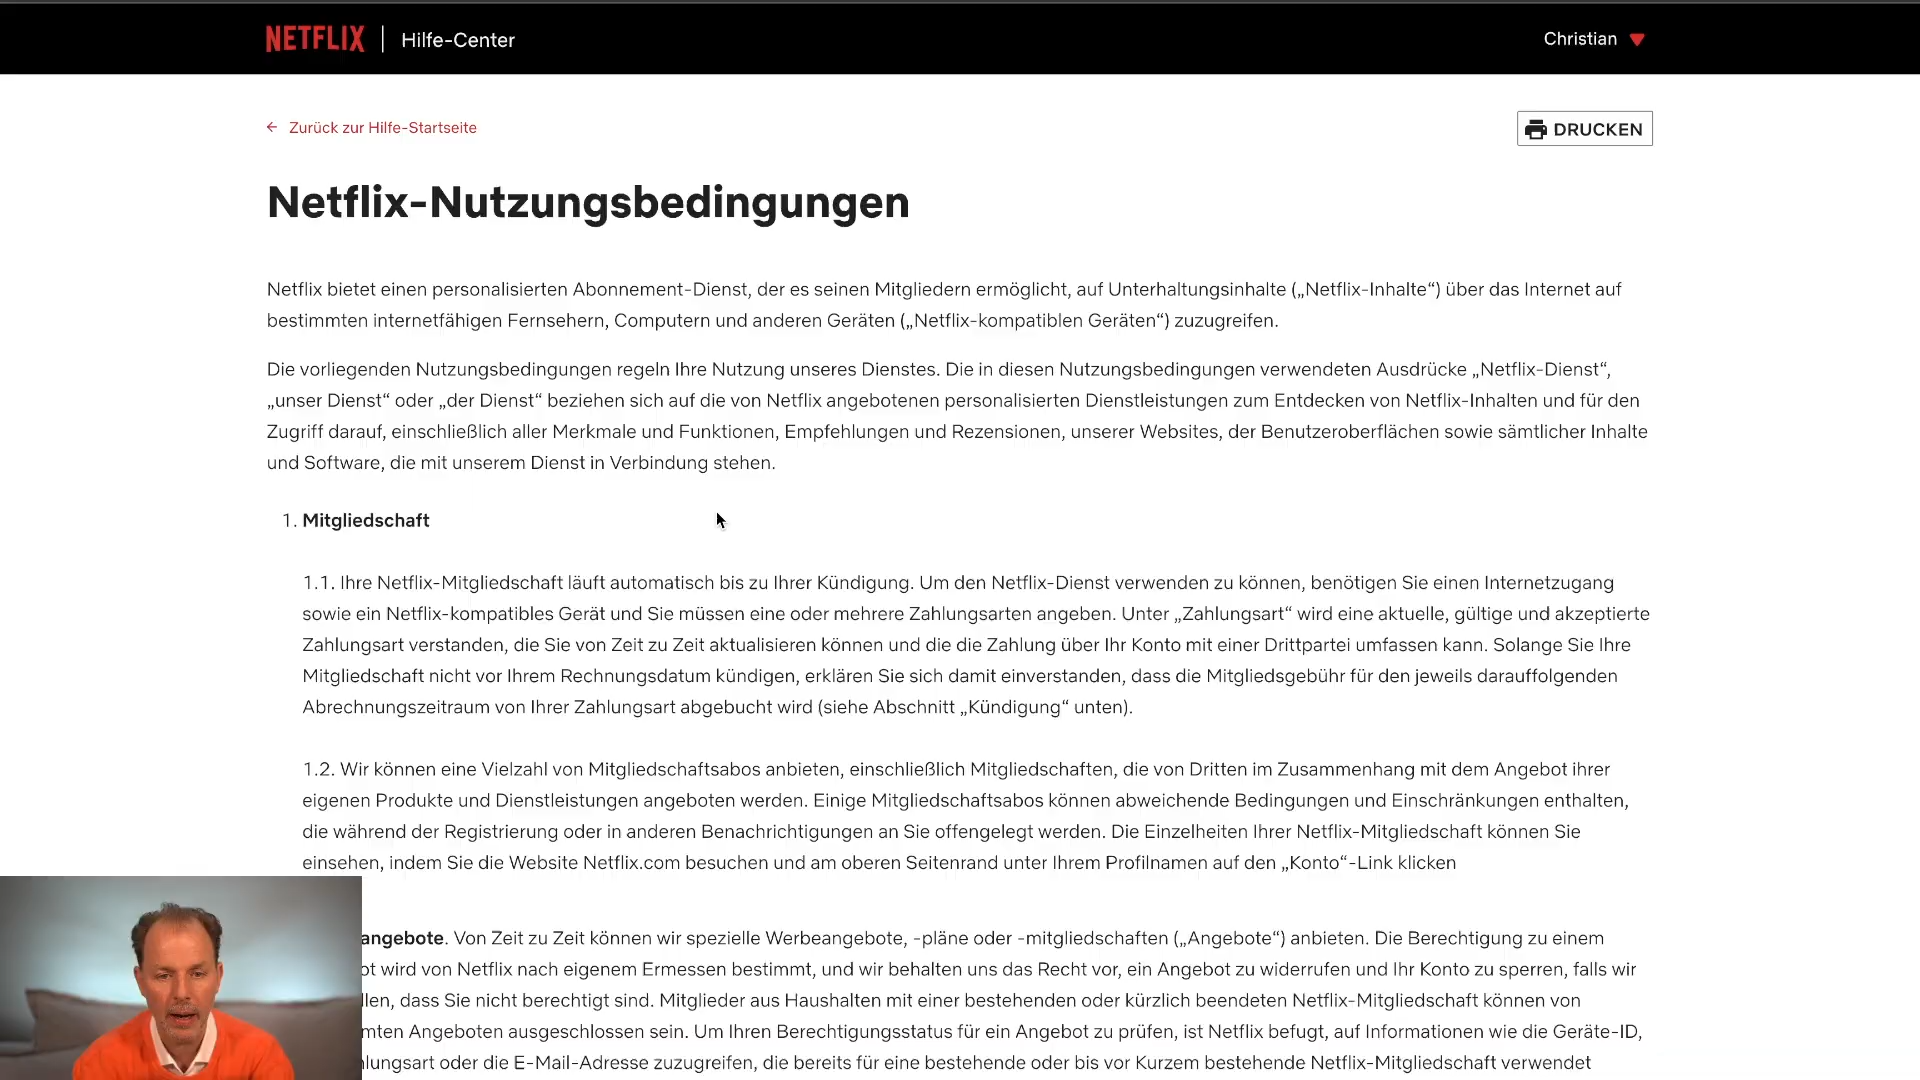 NETFLIX | Hilfe-Center
Christian
← Zurück zur Hilfe-Startseite
DRUCKEN
Netflix-Nutzungsbedingungen
Netflix bietet einen personalisierten Abonnement-Dienst, der es seinen Mitgliedern ermöglicht, auf Unterhaltungsinhalte („Netflix-Inhalte“) über das Internet auf
bestimmten internetfähigen Fernsehern, Computern und anderen Geräten („Netflix-kompatiblen Geräten“) zuzugreifen.
Die vorliegenden Nutzungsbedingungen regeln Ihre Nutzung unseres Dienstes. Die in diesen Nutzungsbedingungen verwendeten Ausdrücke „Netflix-Dienst“,
„unser Dienst“ oder „der Dienst“ beziehen sich auf die von Netflix angebotenen personalisierten Dienstleistungen zum Entdecken von Netflix-Inhalten und für den
Zugriff darauf, einschließlich aller Merkmale und Funktionen, Empfehlungen und Rezensionen, unserer Websites, der Benutzeroberflächen sowie sämtlicher Inhalte
und Software, die mit unserem Dienst in Verbindung stehen.
1. Mitgliedschaft
1.1. Ihre Netflix-Mitgliedschaft läuft automatisch bis zu Ihrer Kündigung. Um den Netflix-Dienst verwenden zu können, benötigen Sie einen Internetzugang
sowie ein Netflix-kompatibles Gerät und Sie müssen eine oder mehrere Zahlungsarten angeben. Unter „Zahlungsart“ wird eine aktuelle, gültige und akzeptierte
Zahlungsart verstanden, die Sie von Zeit zu Zeit aktualisieren können und die die Zahlung über Ihr Konto mit einer Drittpartei umfassen kann. Solange Sie Ihre
Mitgliedschaft nicht vor Ihrem Rechnungsdatum kündigen, erklären Sie sich damit einverstanden, dass die Mitgliedsgebühr für den jeweils darauffolgenden
Abrechnungszeitraum von Ihrer Zahlungsart abgebucht wird (siehe Abschnitt „Kündigung“ unten).
1.2. Wir können eine Vielzahl von Mitgliedschaftsabos anbieten, einschließlich Mitgliedschaften, die von Dritten im Zusammenhang mit dem Angebot ihrer
eigenen Produkte und Dienstleistungen angeboten werden. Einige Mitgliedschaftsabos können abweichende Bedingungen und Einschränkungen enthalten,
die während der Registrierung oder in anderen Benachrichtigungen an Sie offengelegt werden. Die Einzelheiten Ihrer Netflix-Mitgliedschaft können Sie
einsehen, indem Sie die Website Netflix.com besuchen und am oberen Seitenrand unter Ihrem Profilnamen auf den „Konto“-Link klicken
angebote. Von Zeit zu Zeit können wir spezielle Werbeangebote, -pläne oder -mitgliedschaften („Angebote“) anbieten. Die Berechtigung zu einem
ot wird von Netflix nach eigenem Ermessen bestimmt, und wir behalten uns das Recht vor, ein Angebot zu widerrufen und Ihr Konto zu sperren, falls wir
llen, dass Sie nicht berechtigt sind. Mitglieder aus Haushalten mit einer bestehenden oder kürzlich beendeten Netflix-Mitgliedschaft können von
mten Angeboten ausgeschlossen sein. Um Ihren Berechtigungsstatus für ein Angebot zu prüfen, ist Netflix befugt, auf Informationen wie die Geräte-ID,
hlungsart oder die E-Mail-Adresse zuzugreifen, die bereits für eine bestehende oder bis vor Kurzem bestehende Netflix-Mitgliedschaft verwendet